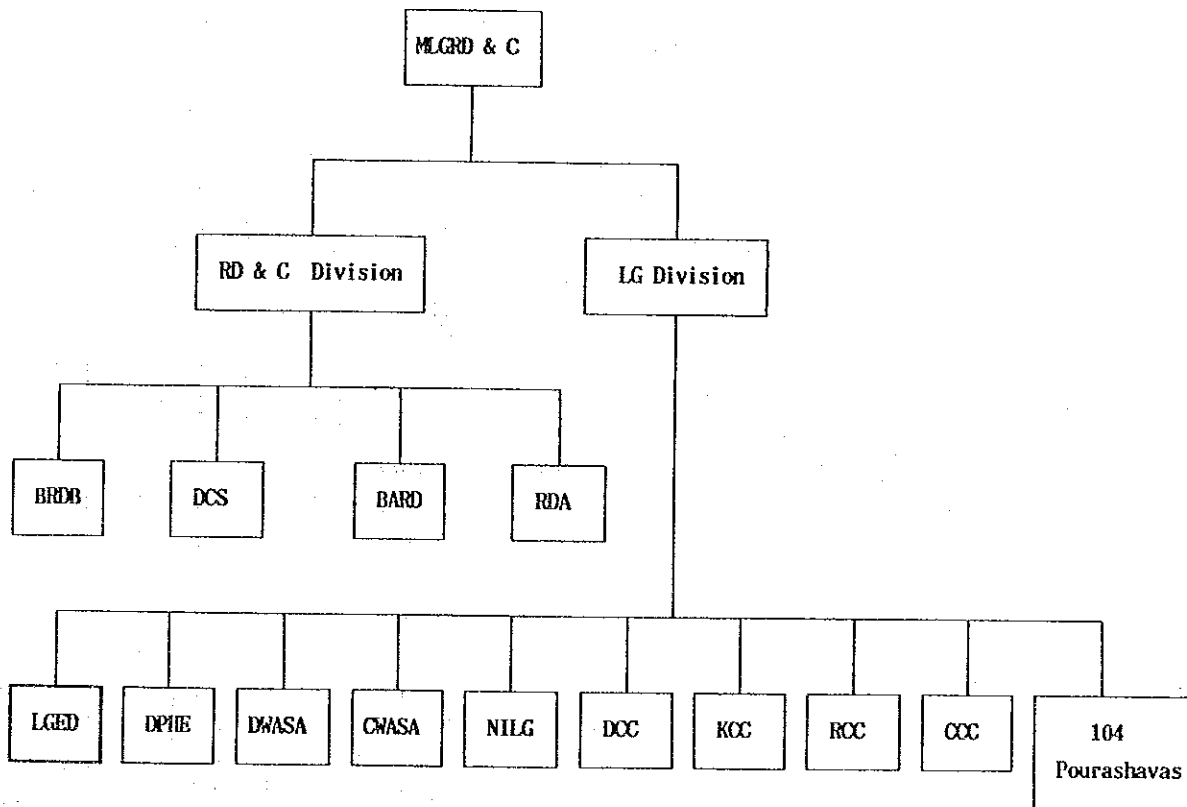 MLGRD & C
RD & C Division
LG Division
BRDB
DCS
BARD
RDA
LGED
DPHE
DWASA
CWASA
NILG
DCC
KCC
RCC
CCC
104
Pourashavas